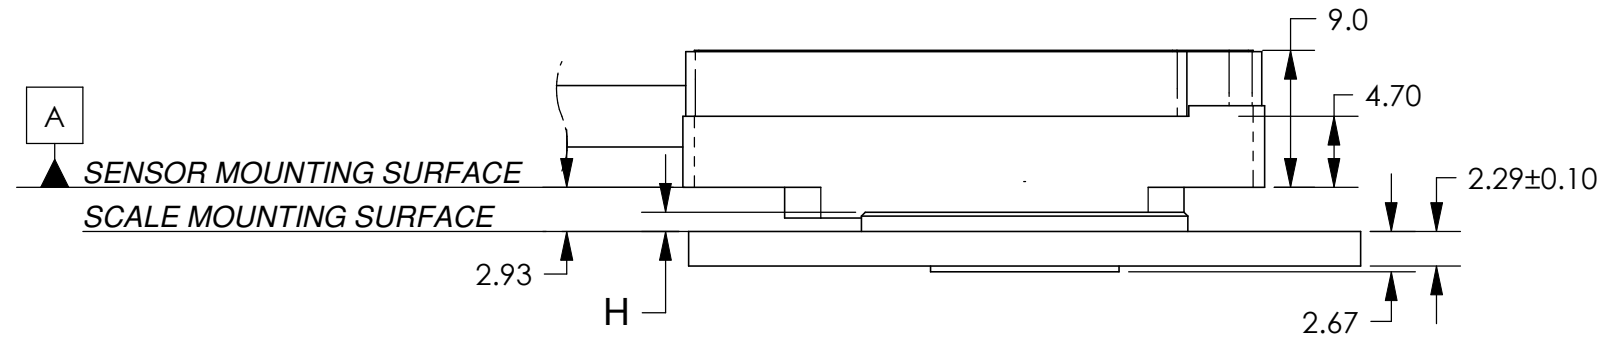 9.0
4.70
A
SENSOR MOUNTING SURFACE
2.29±0.10
SCALE MOUNTING SURFACE
2.93
H
2.67